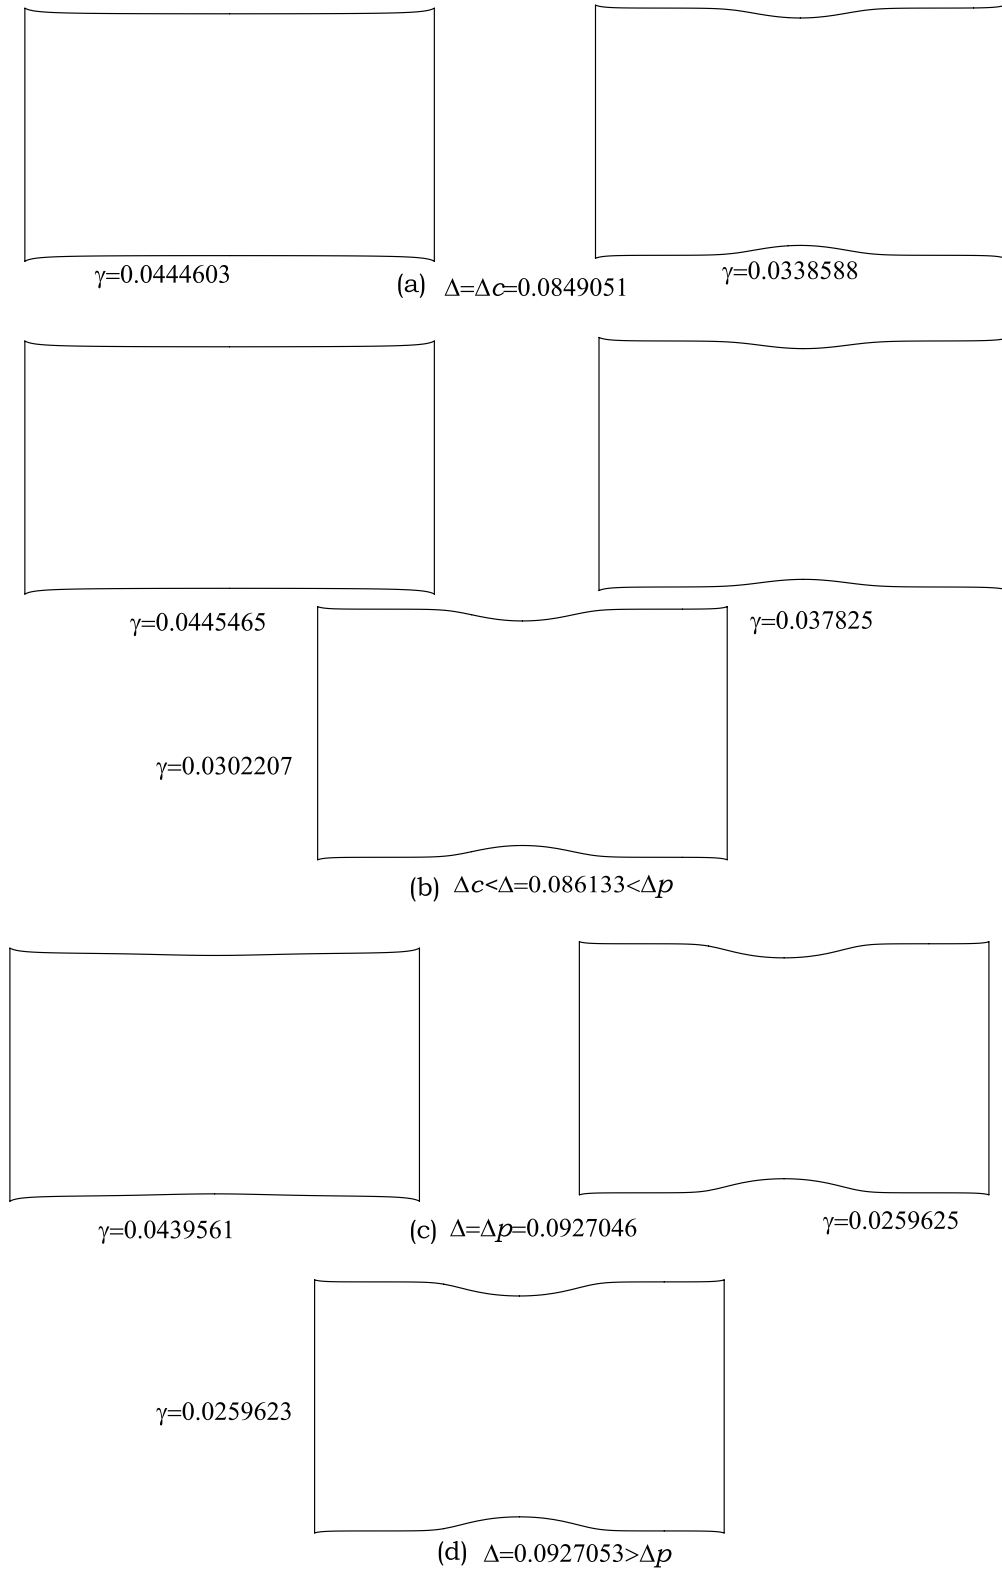 γ=0.0444603
γ=0.0338588
(a) Δ=Δc=0.0849051
γ=0.0445465
γ=0.037825
γ=0.0302207
(b) Δc<Δ=0.086133<Δp
γ=0.0439561
γ=0.0259625
(c) Δ=Δp=0.0927046
γ=0.0259623
(d) Δ=0.0927053>Δp